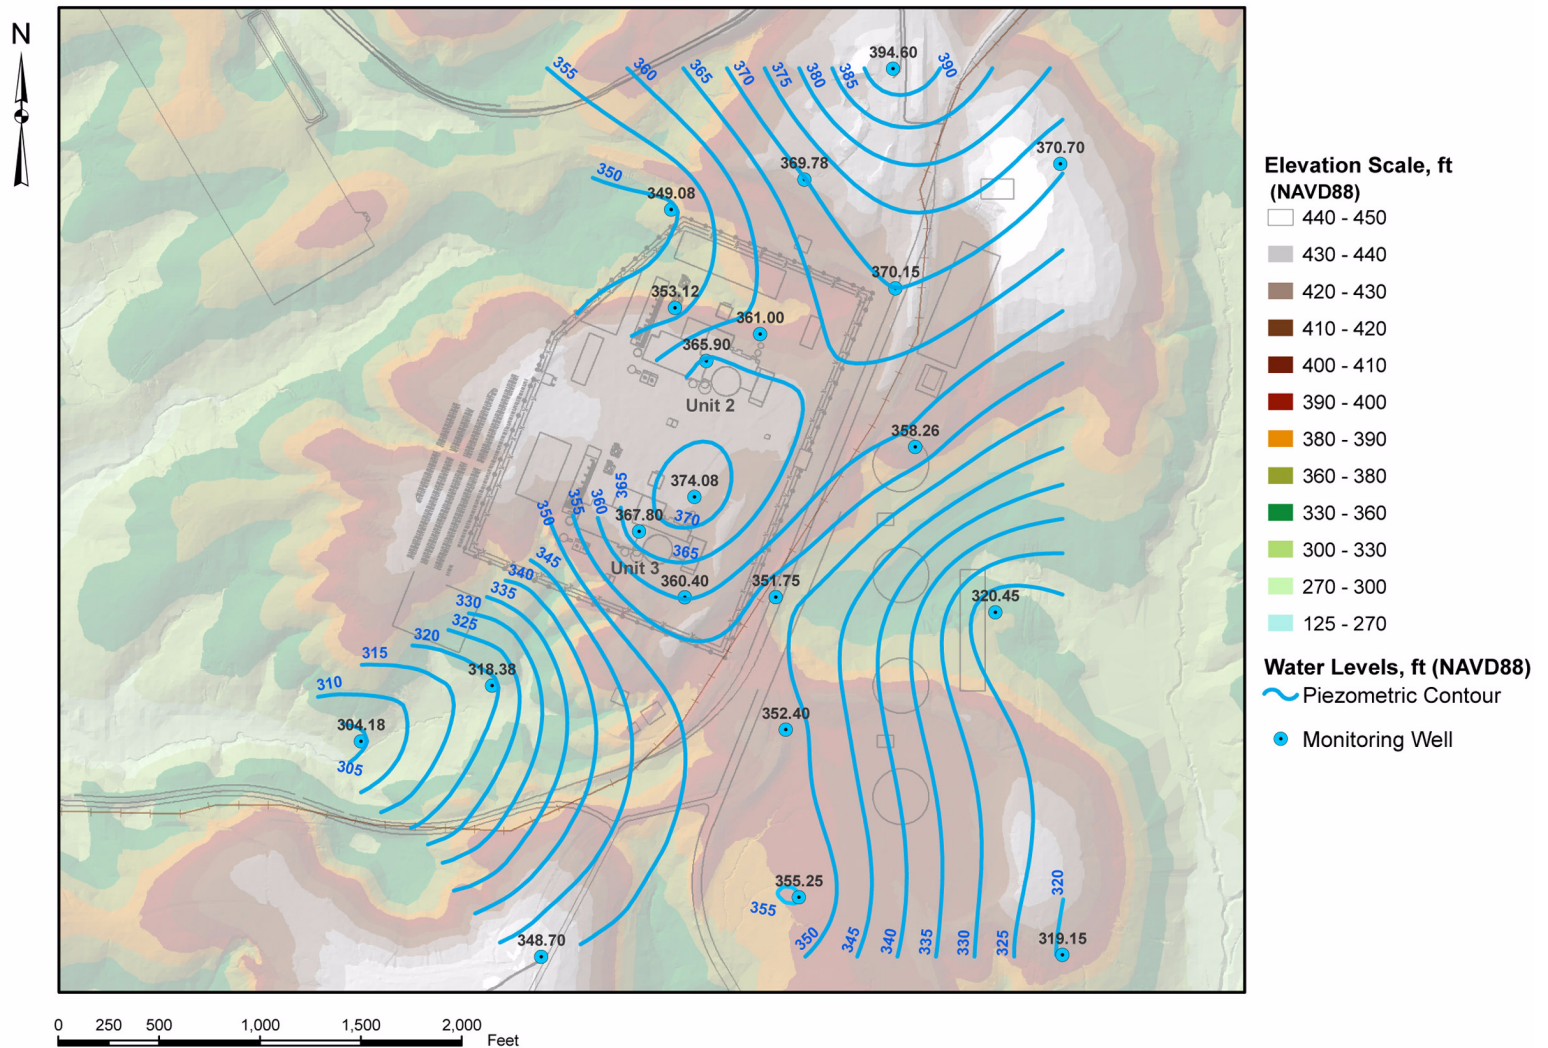 N
394.60
355
360
365
370
375
380
385
390
370.70
369.78
350
349.08
370.15
353.12
361.00
365.90
Unit 2
358.26
374.08
365
360
355
350
367.80
370
365
345
Unit 3
340
360.40
351.75
335
330
320.45
325
320
315
318.38
310
352.40
304.18
305
355.25
320
355
350
345
340
335
330
325
348.70
319.15
Elevation Scale, ft
(NAVD88)
440 - 450
430 - 440
420 - 430
410 - 420
400 - 410
390 - 400
380 - 390
360 - 380
330 - 360
300 - 330
270 - 300
125 - 270
Water Levels, ft (NAVD88)
Piezometric Contour
Monitoring Well
0 250 500 1,000 1,500 2,000
Feet